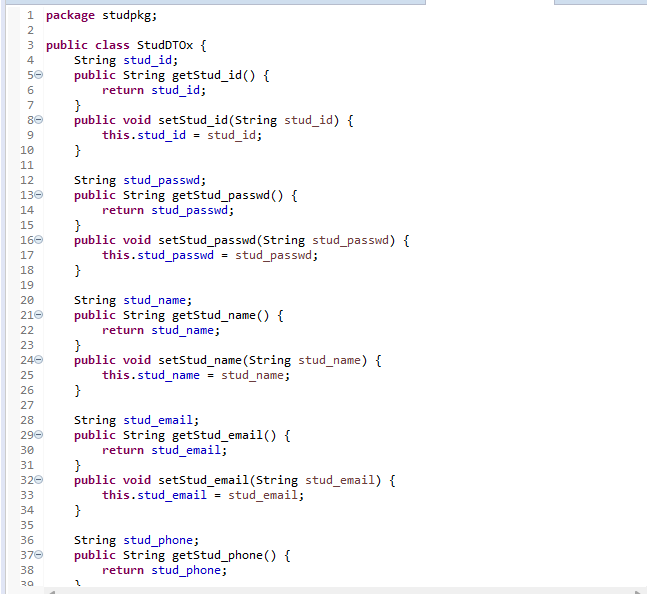 1 package studpkg;
2
3 public class StudDTOx {
4     String stud_id;
5     public String getStud_id() {
6         return stud_id;
7     }
8     public void setStud_id(String stud_id) {
9         this.stud_id = stud_id;
10     }
11
12     String stud_passwd;
13     public String getStud_passwd() {
14         return stud_passwd;
15     }
16     public void setStud_passwd(String stud_passwd) {
17         this.stud_passwd = stud_passwd;
18     }
19
20     String stud_name;
21     public String getStud_name() {
22         return stud_name;
23     }
24     public void setStud_name(String stud_name) {
25         this.stud_name = stud_name;
26     }
27
28     String stud_email;
29     public String getStud_email() {
30         return stud_email;
31     }
32     public void setStud_email(String stud_email) {
33         this.stud_email = stud_email;
34     }
35
36     String stud_phone;
37     public String getStud_phone() {
38         return stud_phone;
39     }